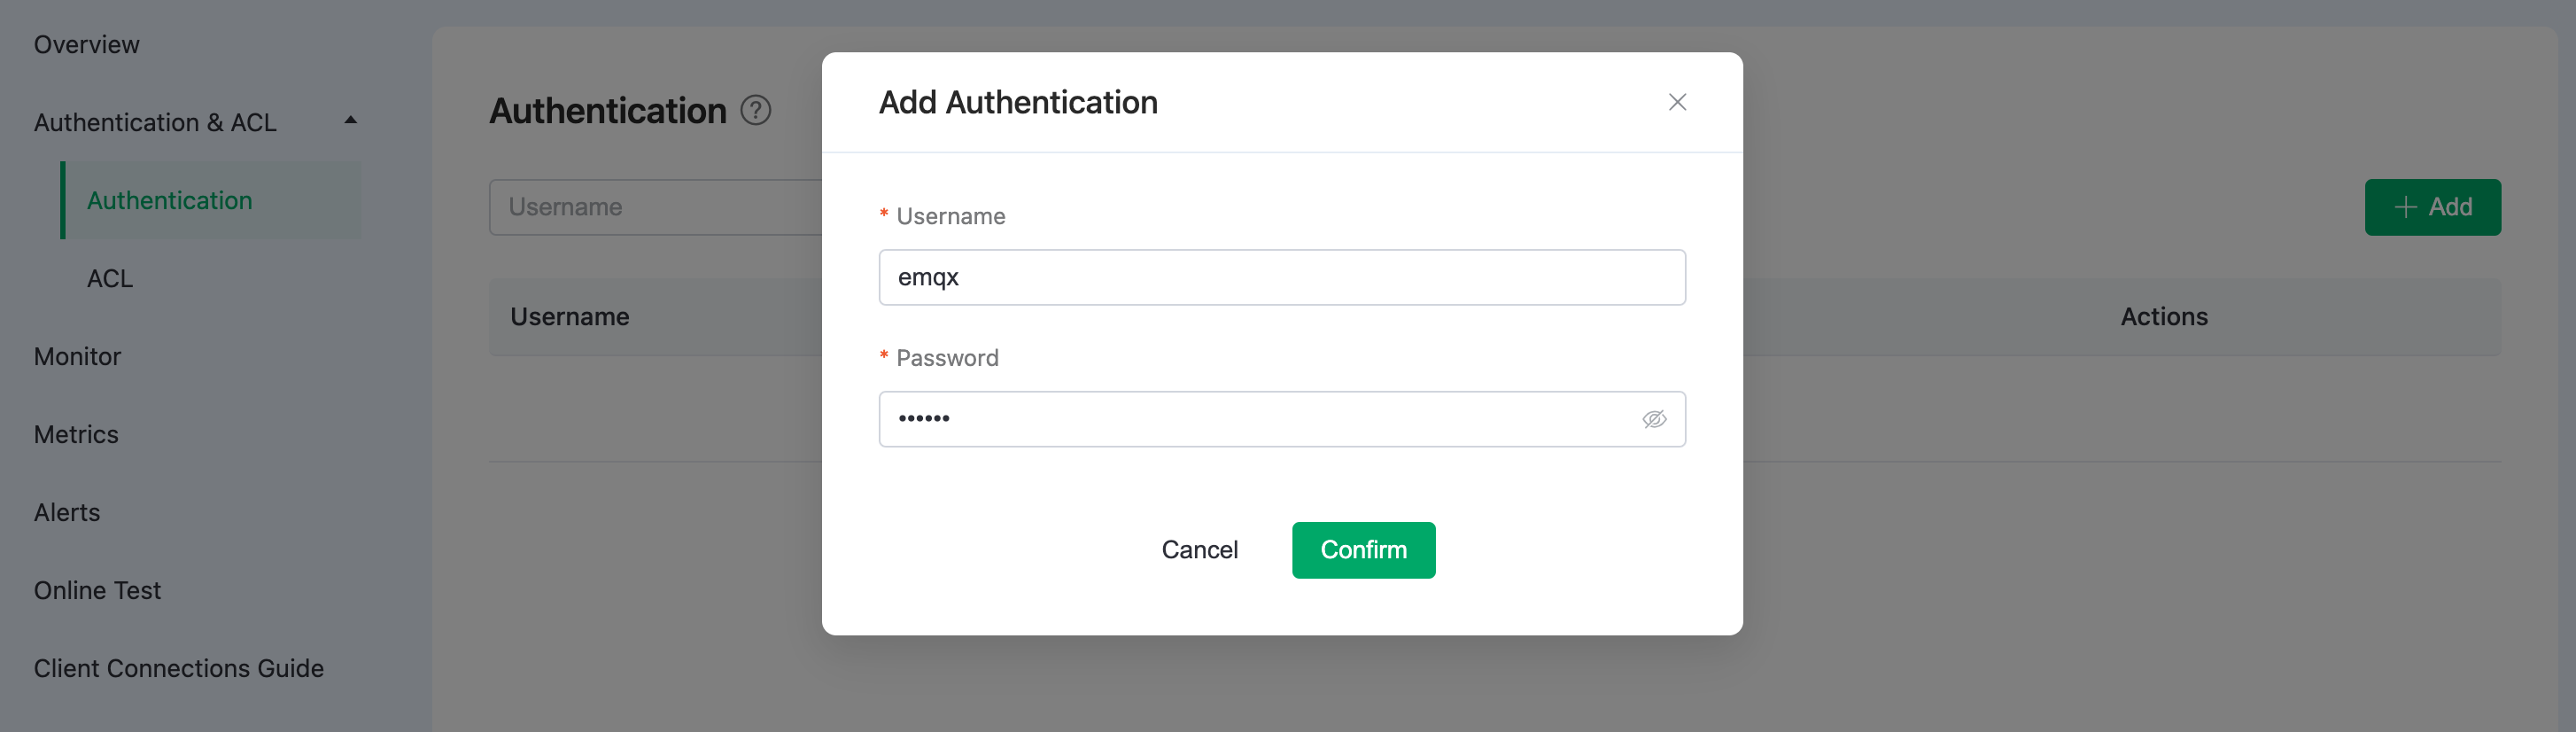 Overview
Authentication & ACL
Authentication
ACL
Monitor
Metrics
Alerts
Online Test
Client Connections Guide
Authentication ?
Username
+ Add
Username
Actions
Add Authentication
* Username
emqx
* Password
••••••
Cancel
Confirm